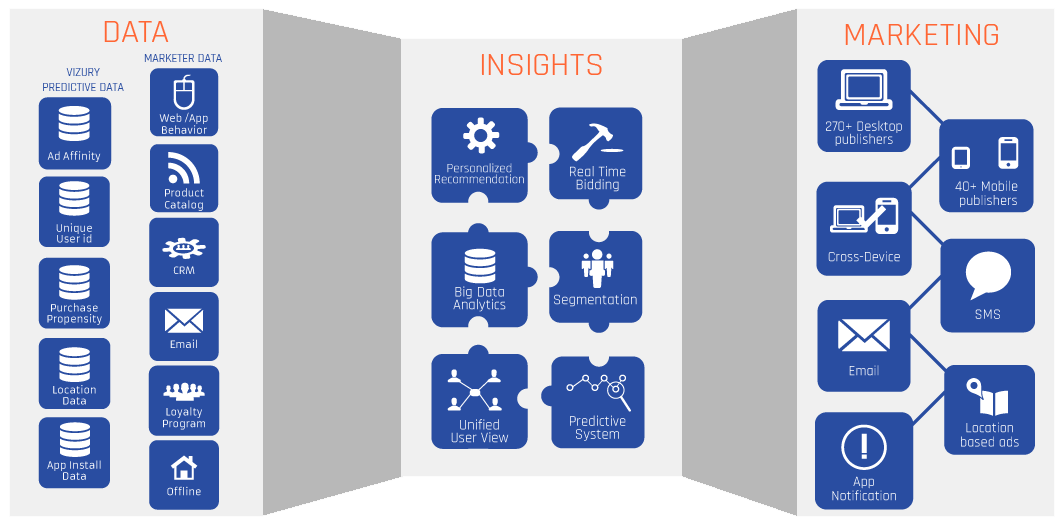 DATA
VIZURY
PREDICTIVE DATA
Ad Affinity
Unique
User id
Purchase
Propensity
Location
Data
App Install
Data
MARKETER DATA
Web /App
Behavior
Product
Catalog
CRM
Email
Loyalty
Program
Offline
INSIGHTS
Personalized
Recommendation
Real Time
Bidding
Big Data
Analytics
Segmentation
Unified
User View
Predictive
System
MARKETING
270+ Desktop
publishers
40+ Mobile
publishers
Cross-Device
SMS
Email
Location
based ads
App
Notification